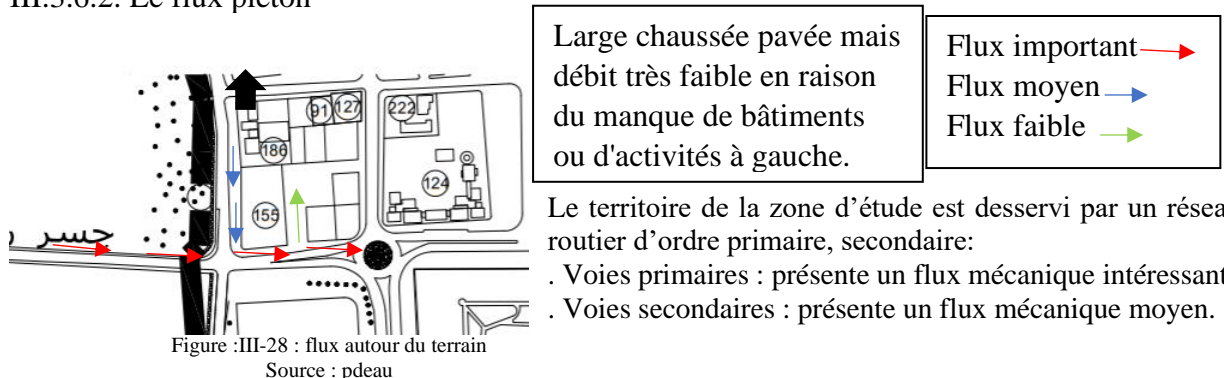 III.3.6.2. Le flux piéton
Large chaussée pavée mais
débit très faible en raison
du manque de bâtiments
ou d'activités à gauche.
Flux important
Flux moyen
Flux faible
91
127
222
186
124
155
جسر
Le territoire de la zone d’étude est desservi par un
routier d’ordre primaire, secondaire:
. Voies primaires : présente un flux mécanique intéressant
. Voies secondaires : présente un flux mécanique moyen.
Figure :III-28 : flux autour du terrain
Source : pdeau